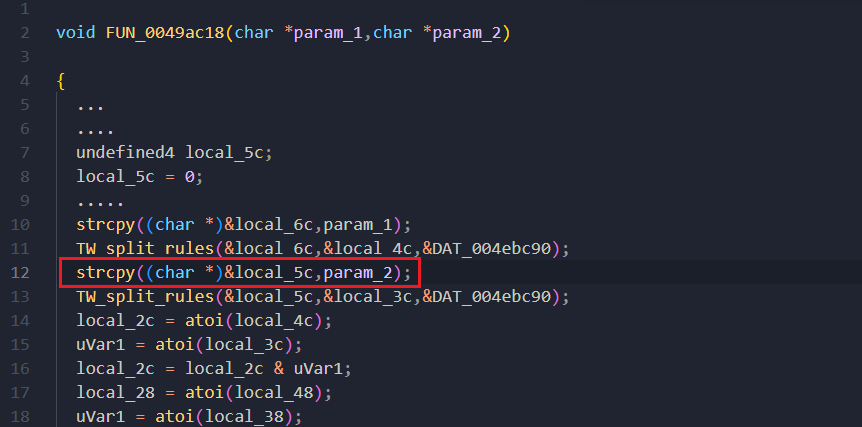 1
2 void FUN_0049ac18(char *param_1,char *param_2)
3
4 {
5 ...
6 ....
7 undefined4 local_5c;
8 local_5c = 0;
9 .....
10 strcpy((char *)&local_6c,param_1);
11 TW_split_rules(&local_6c,&local_4c,&DAT_004ebc90);
12 strcpy((char *)&local_5c,param_2);
13 TW_split_rules(&local_5c,&local_3c,&DAT_004ebc90);
14 local_2c = atoi(local_4c);
15 uVar1 = atoi(local_3c);
16 local_2c = local_2c & uVar1;
17 local_28 = atoi(local_48);
18 uVar1 = atoi(local_38);